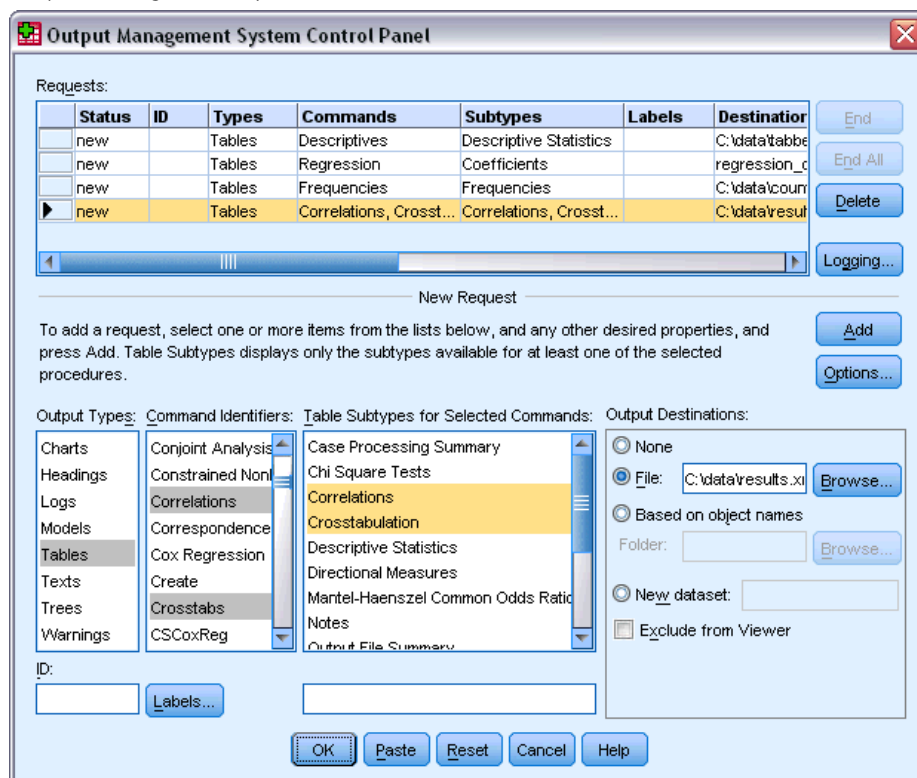 Output Management System Control Panel
Requests:
Status ID Types Commands Subtypes Labels Destination
new Tables Descriptives Descriptive Statistics C:\data\tabbe
new Tables Regression Coefficients regression_c
new Tables Frequencies Frequencies C:\data\coun
new Tables Correlations, Crosst... Correlations, Crosst... C:\data\result
End
End All
Delete
Logging...
New Request
To add a request, select one or more items from the lists below, and any other desired properties, and
press Add. Table Subtypes displays only the subtypes available for at least one of the selected
procedures.
Add
Options...
Output Types:
Charts
Headings
Logs
Models
Tables
Texts
Trees
Warnings
Command Identifiers:
Conjoint Analysis
Constrained Nonl
Correlations
Correspondence
Cox Regression
Create
Crosstabs
CSCoxReg
Table Subtypes for Selected Commands:
Case Processing Summary
Chi Square Tests
Correlations
Crosstabulation
Descriptive Statistics
Directional Measures
Mantel-Haenszel Common Odds Ratio
Notes
Output File Summary
Output Destinations:
None
File: C:\data\results.xml Browse...
Based on object names
Folder: Browse...
New dataset:
Exclude from Viewer
ID:
Labels...
OK Paste Reset Cancel Help